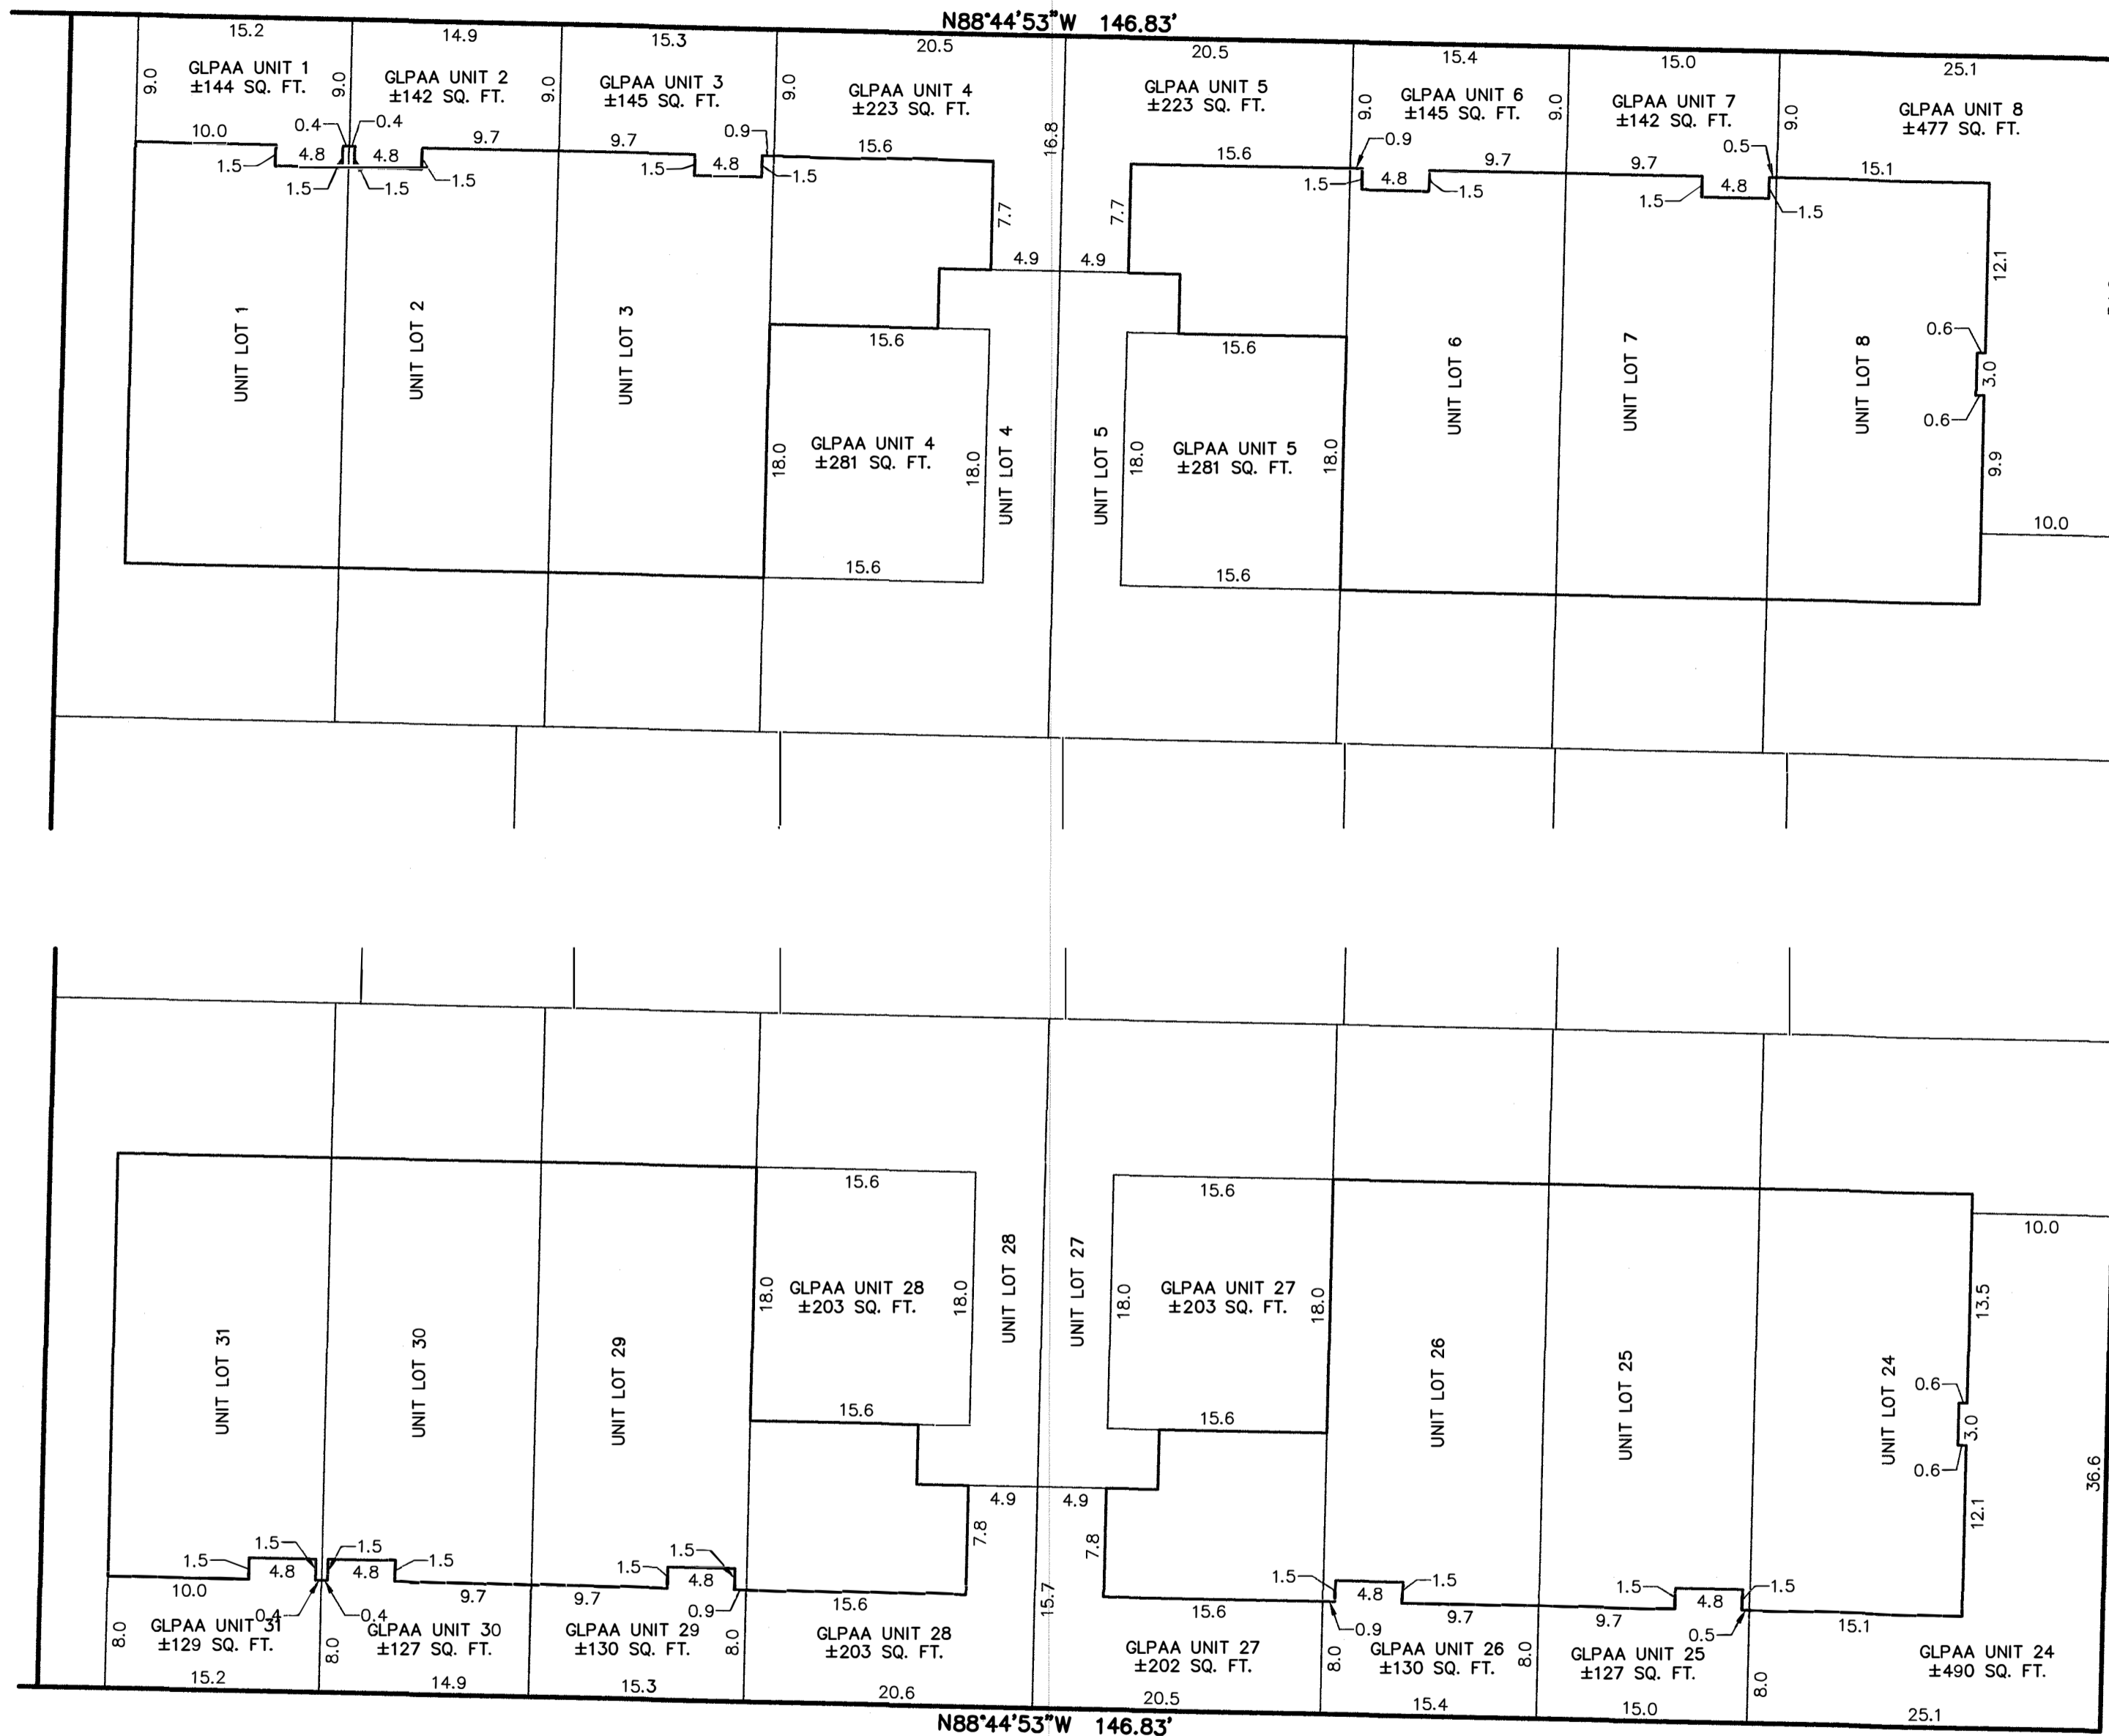 N88°44'53"W 146.83'
15.2
14.9
15.3
20.5
20.5
15.4
15.0
25.1
GLPAA UNIT 1
±144 SQ. FT.
GLPAA UNIT 2
±142 SQ. FT.
GLPAA UNIT 3
±145 SQ. FT.
GLPAA UNIT 4
±223 SQ. FT.
GLPAA UNIT 5
±223 SQ. FT.
GLPAA UNIT 6
±145 SQ. FT.
GLPAA UNIT 7
±142 SQ. FT.
GLPAA UNIT 8
±477 SQ. FT.
9.0
9.0
9.0
9.0
16.8
9.0
9.0
9.0
10.0
0.4
0.4
9.7
9.7
0.9
15.6
15.6
0.9
9.7
9.7
0.5
15.1
1.5
4.8
4.8
1.5
1.5
1.5
1.5
4.8
1.5
1.5
4.8
1.5
1.5
4.8
1.5
7.7
7.7
4.9
4.9
12.1
0.6
3.0
0.6
9.9
10.0
UNIT LOT 1
UNIT LOT 2
UNIT LOT 3
15.6
15.6
UNIT LOT 6
UNIT LOT 7
UNIT LOT 8
18.0
GLPAA UNIT 4
±281 SQ. FT.
18.0
UNIT LOT 4
UNIT LOT 5
18.0
GLPAA UNIT 5
±281 SQ. FT.
18.0
15.6
15.6
15.6
15.6
10.0
18.0
GLPAA UNIT 28
±203 SQ. FT.
18.0
UNIT LOT 28
UNIT LOT 27
18.0
GLPAA UNIT 27
±203 SQ. FT.
18.0
13.5
UNIT LOT 31
UNIT LOT 30
UNIT LOT 29
15.6
15.6
UNIT LOT 26
UNIT LOT 25
UNIT LOT 24
0.6
3.0
0.6
12.1
36.6
4.9
4.9
7.8
7.8
1.5
1.5
4.8
1.5
4.8
1.5
1.5
4.8
1.5
1.5
4.8
1.5
1.5
4.8
1.5
10.0
0.4
0.4
9.7
9.7
0.9
15.6
15.7
15.6
0.9
9.7
9.7
0.5
15.1
8.0
GLPAA UNIT 31
±129 SQ. FT.
8.0
GLPAA UNIT 30
±127 SQ. FT.
GLPAA UNIT 29
±130 SQ. FT.
8.0
GLPAA UNIT 28
±203 SQ. FT.
GLPAA UNIT 27
±202 SQ. FT.
8.0
GLPAA UNIT 26
±130 SQ. FT.
8.0
GLPAA UNIT 25
±127 SQ. FT.
8.0
GLPAA UNIT 24
±490 SQ. FT.
15.2
14.9
15.3
20.6
20.5
15.4
15.0
25.1
N88°44'53"W 146.83'